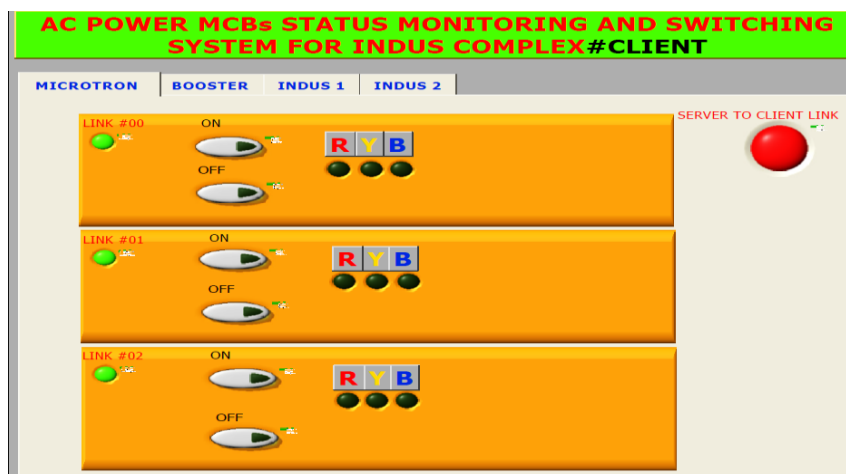 AC POWER MCBs STATUS MONITORING AND SWITCHING
SYSTEM FOR INDUS COMPLEX#CLIENT
MICROTRON BOOSTER INDUS 1 INDUS 2
SERVER TO CLIENT LINK
LINK #00 ON
R Y B
OFF
LINK #01 ON
R Y B
OFF
LINK #02 ON
R Y B
OFF